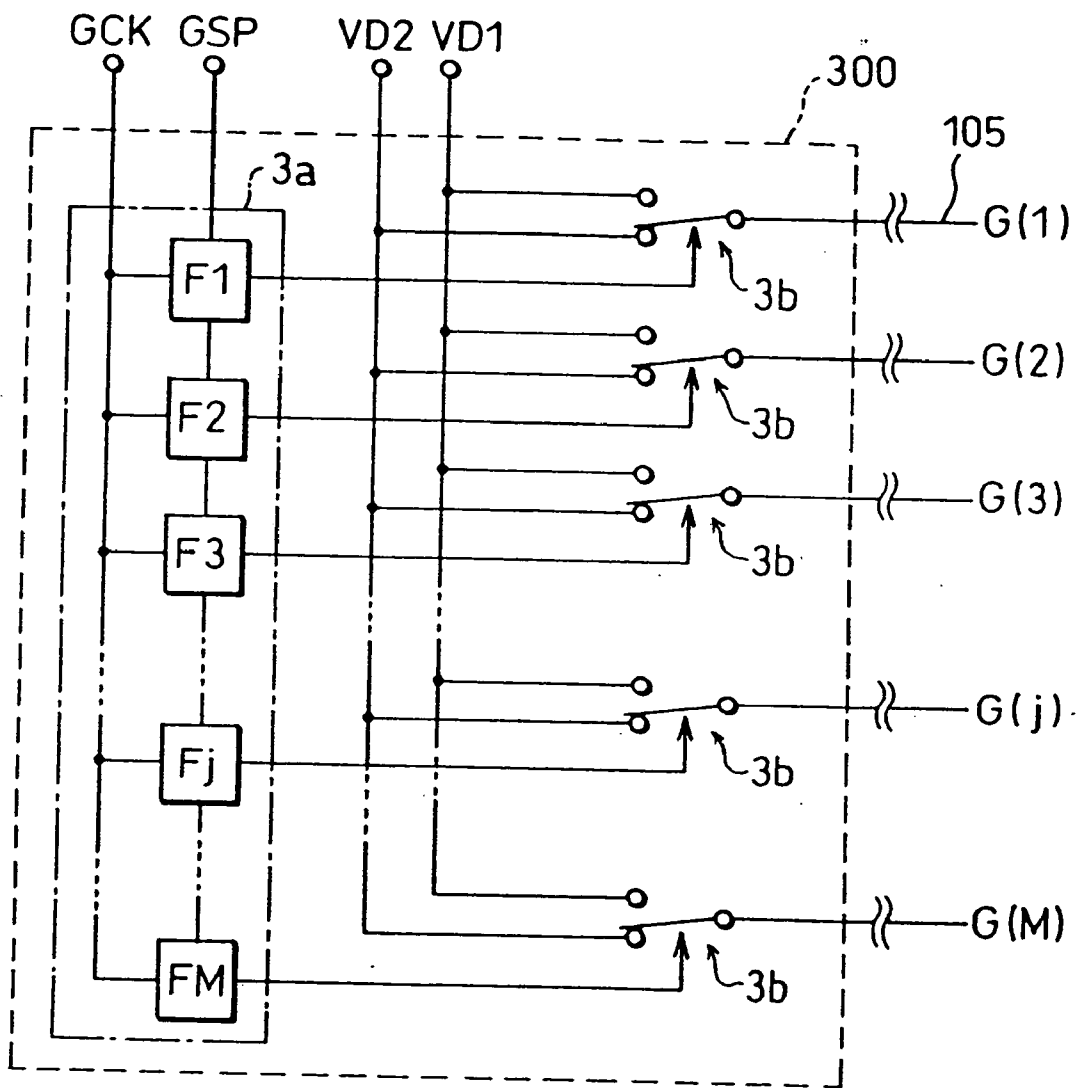 GCK GSP VD2 VD1
300
105
3a
G(1)
F1
3b
G(2)
F2
3b
G(3)
F3
3b
G(j)
Fj
3b
G(M)
FM
3b